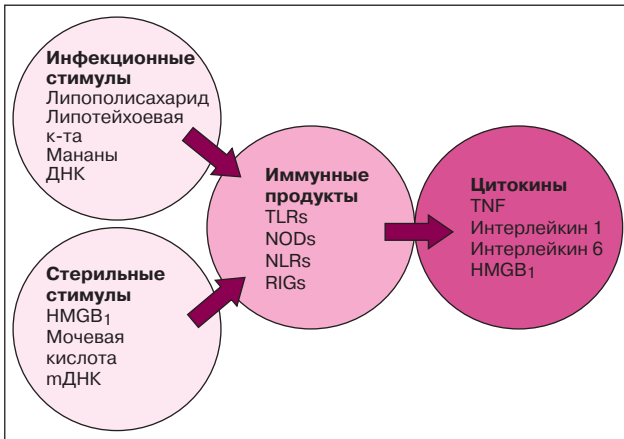 Инфекционные
стимулы
Липополисахарид
Липотейхоевая
к-та
Мананы
ДНК
Стерильные
стимулы
HMGB₁
Мочевая
кислота
mДНК
Иммунные
продукты
TLRs
NODs
NLRs
RIGs
Цитокины
TNF
Интерлейкин 1
Интерлейкин 6
HMGB₁